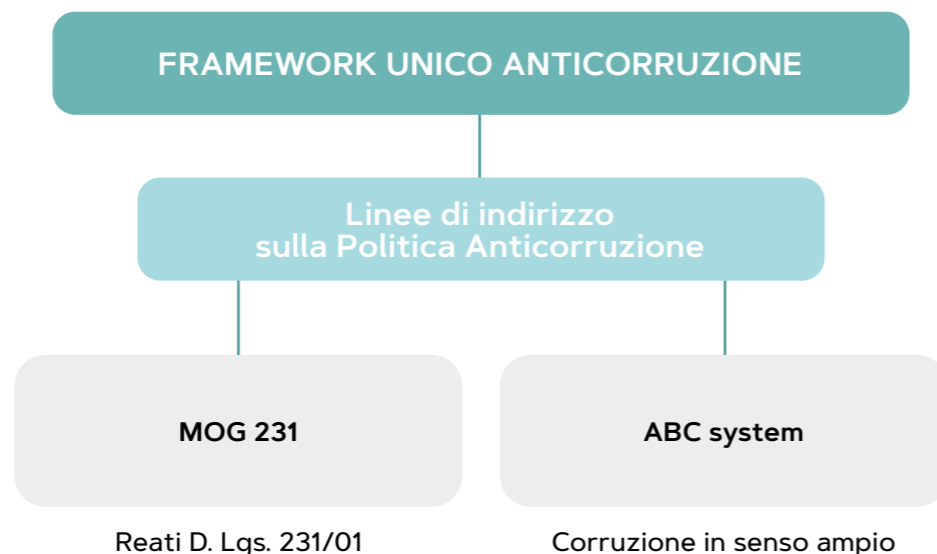 FRAMEWORK UNICO ANTICORRUZIONE
Linee di indirizzo
sulla Politica Anticorruzione
MOG 231
ABC system
Reati D. Lgs. 231/01
Corruzione in senso ampio